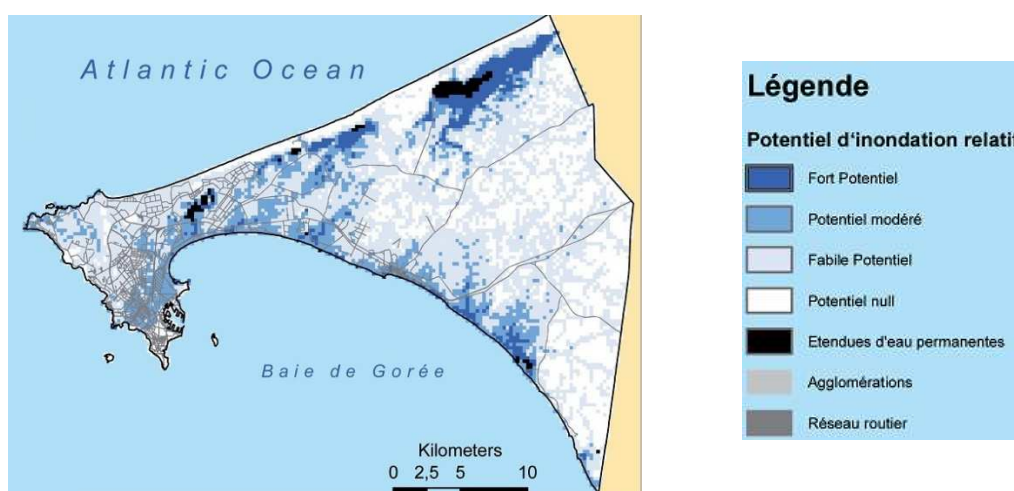 Atlantic Ocean
Baie de Gorée
Kilometers
0 2,5 5 10
Légende
Potentiel d'inondation relatif
Fort Potentiel
Potentiel modéré
Fabile Potentiel
Potentiel null
Etendues d'eau permanentes
Agglomérations
Réseau routier